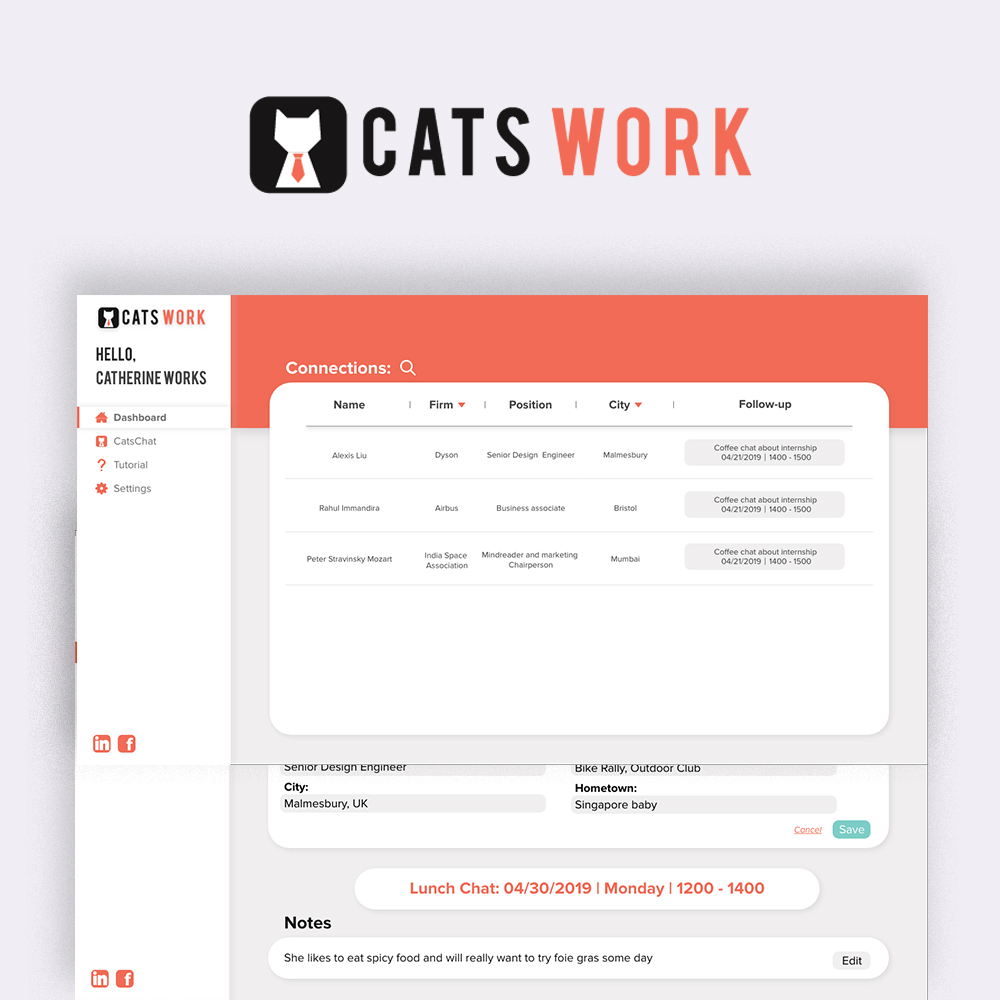 CATS WORK
CATS WORK
HELLO,
CATHERINE WORKS
Dashboard
CatsChat
Tutorial
Settings
Connections:
Name | Firm | Position | City | Follow-up
Alexis Liu Dyson Senior Design Engineer Malmesbury Coffee chat about internship
04/21/2019 | 1400 - 1500
Rahul Immandira Airbus Business associate Bristol Coffee chat about internship
04/21/2019 | 1400 - 1500
Peter Stravinsky Mozart India Space Association Mindreader and marketing Chairperson Mumbai Coffee chat about internship
04/21/2019 | 1400 - 1500
in f
Senior Design Engineer Bike Rally, Outdoor Club
City: Hometown:
Malmesbury, UK Singapore baby
Cancel Save
Lunch Chat: 04/30/2019 | Monday | 1200 - 1400
Notes
She likes to eat spicy food and will really want to try foie gras some day Edit
in f